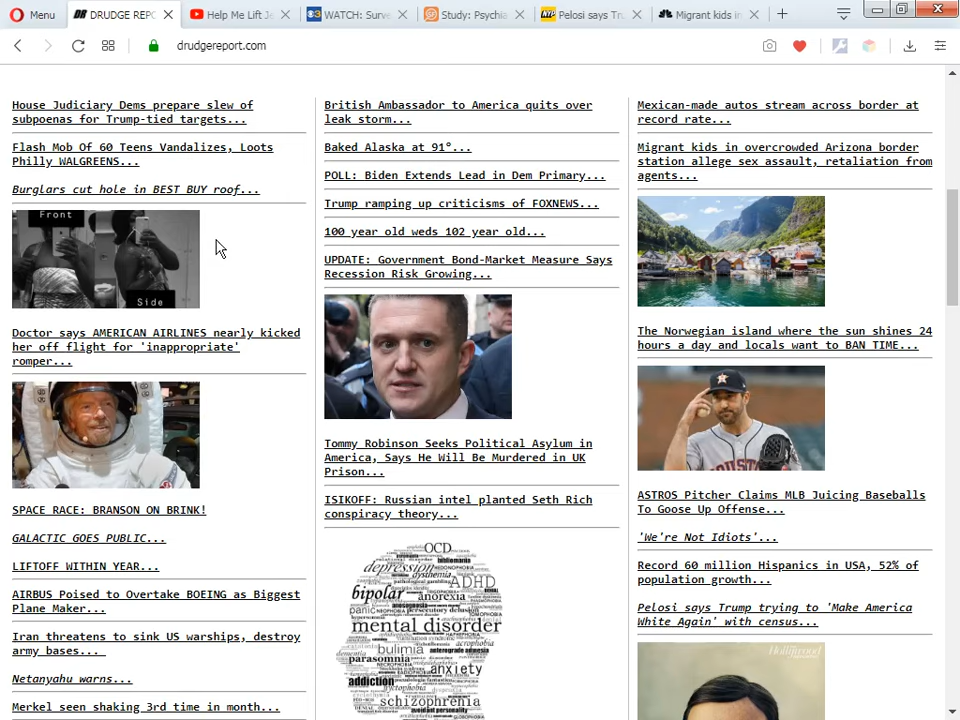 Menu
DRUDGE REPO
Help Me Lift J
WATCH: Surve
Study: Psychia
Pelosi says Tru
Migrant kids in
drudgereport.com
House Judiciary Dems prepare slew of
subpoenas for Trump-tied targets...
Flash Mob Of 60 Teens Vandalizes, Loots
Philly WALGREENS...
Burglars cut hole in BEST BUY roof...
Front
Side
Doctor says AMERICAN AIRLINES nearly kicked
her off flight for 'inappropriate'
romper...
SPACE RACE: BRANSON ON BRINK!
GALACTIC GOES PUBLIC...
LIFTOFF WITHIN YEAR...
AIRBUS Poised to Overtake BOEING as Biggest
Plane Maker...
Iran threatens to sink US warships, destroy
army bases...
Netanyahu warns...
Merkel seen shaking 3rd time in month...
British Ambassador to America quits over
leak storm...
Baked Alaska at 91°...
POLL: Biden Extends Lead in Dem Primary...
Trump ramping up criticisms of FOXNEWS...
100 year old weds 102 year old...
UPDATE: Government Bond-Market Measure Says
Recession Risk Growing...
Tommy Robinson Seeks Political Asylum in
America, Says He Will Be Murdered in UK
Prison...
ISIKOFF: Russian intel planted Seth Rich
conspiracy theory...
OCD
depression
ADHD
bipolar
anorexia
panic
mental disorder
bulimia
parasomnia
anxiety
addiction
schizophrenia
Mexican-made autos stream across border at
record rate...
Migrant kids in overcrowded Arizona border
station allege sex assault, retaliation from
agents...
The Norwegian island where the sun shines 24
hours a day and locals want to BAN TIME...
HOUSTON
ASTROS Pitcher Claims MLB Juicing Baseballs
To Goose Up Offense...
'We're Not Idiots'...
Record 60 million Hispanics in USA, 52% of
population growth...
Pelosi says Trump trying to 'Make America
White Again' with census...